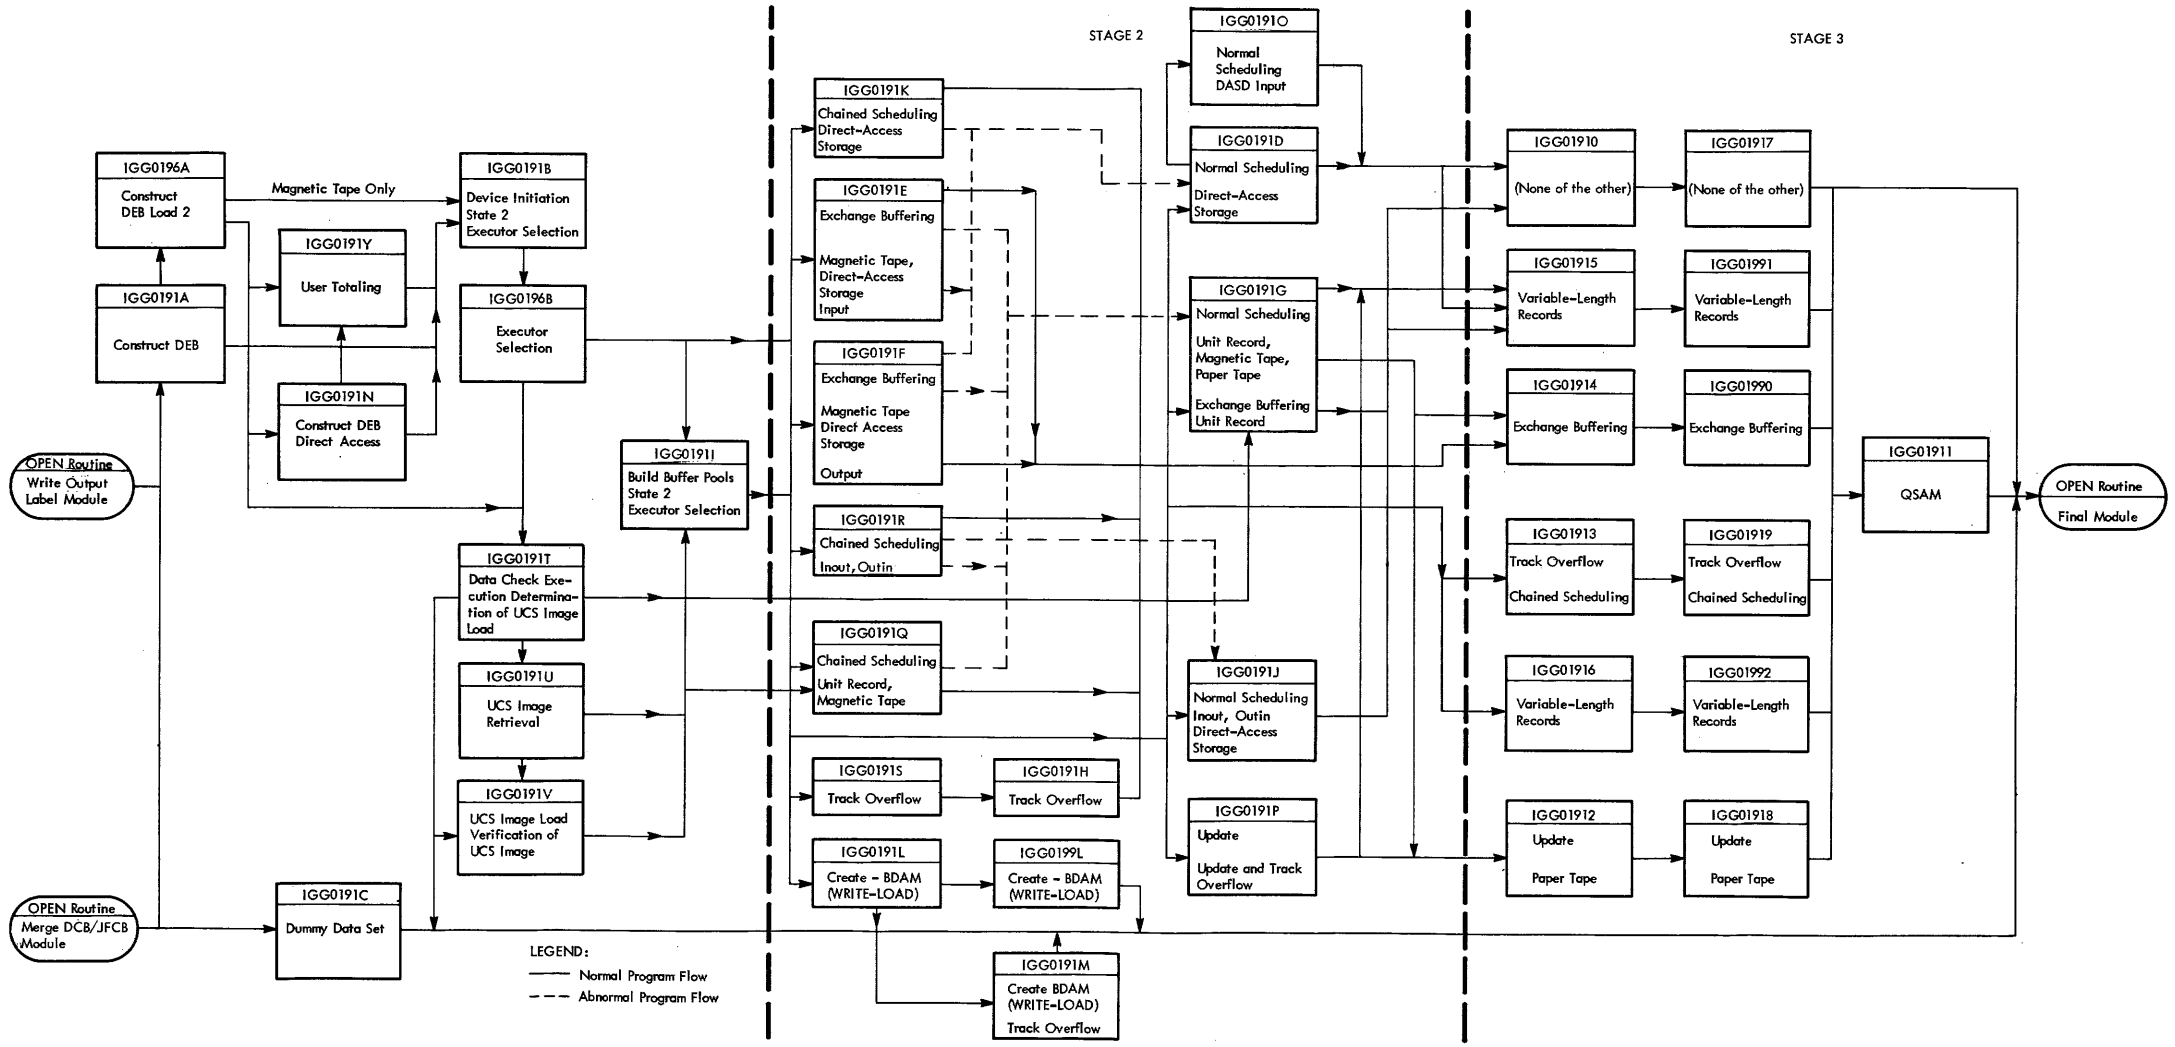 STAGE 2
STAGE 3
IGG0196A
Construct
DEB Load 2
Magnetic Tape Only
IGG0191B
Device Initiation
State 2
Executor Selection
IGG0191Y
User Totaling
IGG0191A
Construct DEB
IGG0196B
Executor
Selection
IGG0191N
Construct DEB
Direct Access
OPEN Routine
Write Output
Label Module
IGG0191I
Build Buffer Pools
State 2
Executor Selection
IGG0191T
Data Check Exe-
cution Determina-
tion of UCS Image
Load
IGG0191U
UCS Image
Retrieval
IGG0191V
UCS Image Load
Verification of
UCS Image
OPEN Routine
Merge DCB/JFCB
Module
IGG0191C
Dummy Data Set
LEGEND:
Normal Program Flow
Abnormal Program Flow
IGG0191K
Chained Scheduling
Direct-Access
Storage
IGG0191E
Exchange Buffering
Magnetic Tape,
Direct-Access
Storage
Input
IGG0191F
Exchange Buffering
Magnetic Tape
Direct Access
Storage
Output
IGG0191R
Chained Scheduling
Inout, Outin
IGG0191Q
Chained Scheduling
Unit Record,
Magnetic Tape
IGG0191S
Track Overflow
IGG0191H
Track Overflow
IGG0191L
Create - BDAM
(WRITE-LOAD)
IGG0199L
Create - BDAM
(WRITE-LOAD)
IGG0191M
Create BDAM
(WRITE-LOAD)
Track Overflow
IGG0191O
Normal
Scheduling
DASD Input
IGG0191D
Normal Scheduling
Direct-Access
Storage
IGG0191G
Normal Scheduling
Unit Record,
Magnetic Tape,
Paper Tape
Exchange Buffering
Unit Record
IGG0191J
Normal Scheduling
Inout, Outin
Direct-Access
Storage
IGG0191P
Update
Update and Track
Overflow
IGG01910
(None of the other)
IGG01917
(None of the other)
IGG01915
Variable-Length
Records
IGG01991
Variable-Length
Records
IGG01914
Exchange Buffering
IGG01990
Exchange Buffering
IGG01913
Track Overflow
Chained Scheduling
IGG01919
Track Overflow
Chained Scheduling
IGG01916
Variable-Length
Records
IGG01992
Variable-Length
Records
IGG01912
Update
Paper Tape
IGG01918
Update
Paper Tape
IGG01911
QSAM
OPEN Routine
Final Module